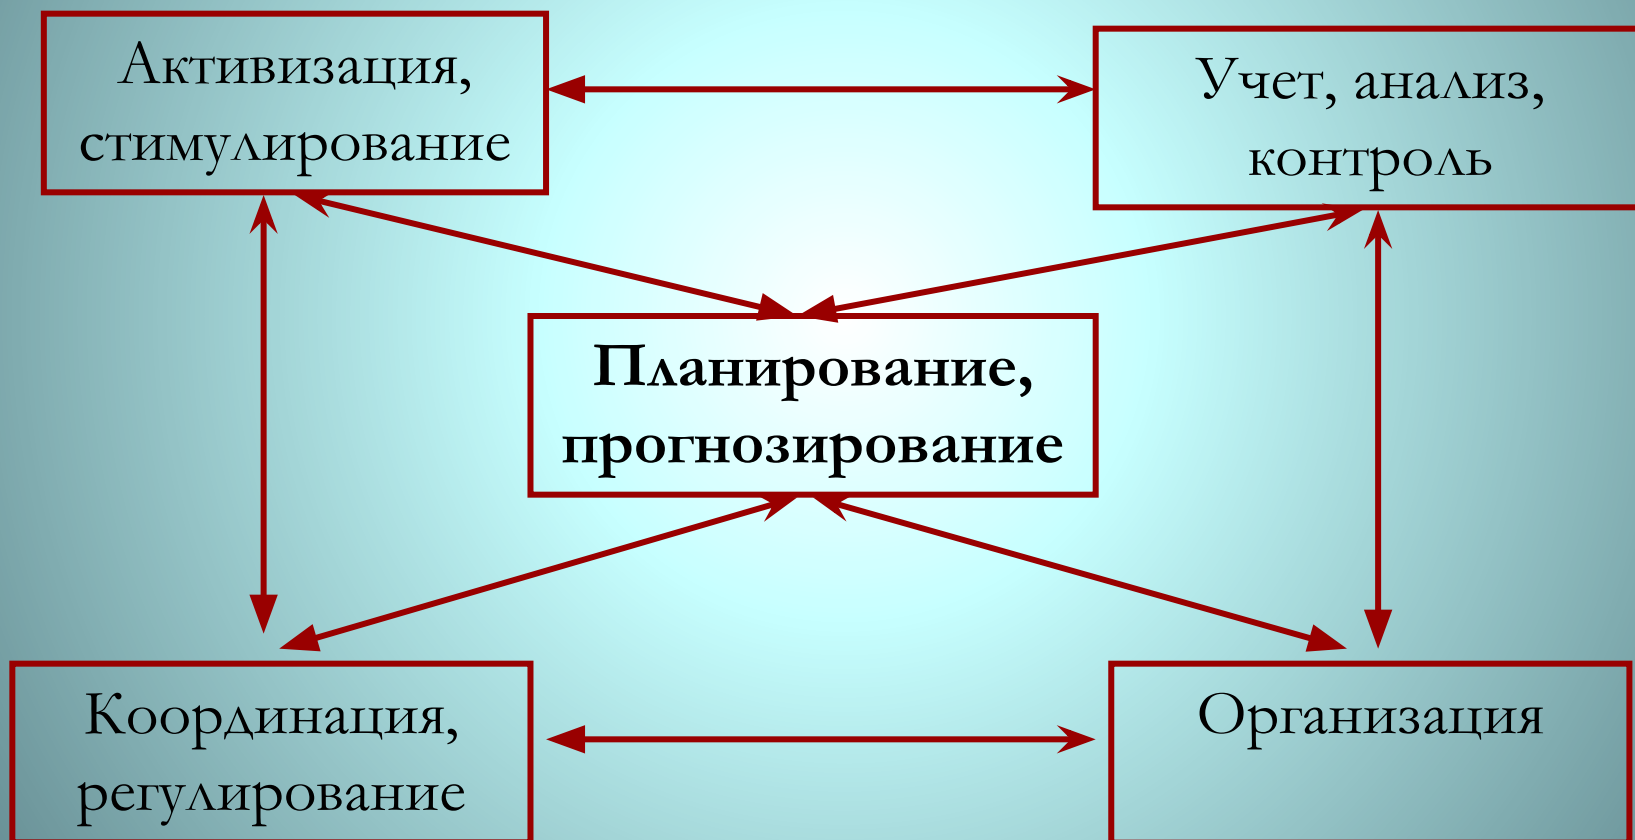 Активизация,
стимулирование
Учет, анализ,
контроль
Планирование,
прогнозирование
Координация,
регулирование
Организация